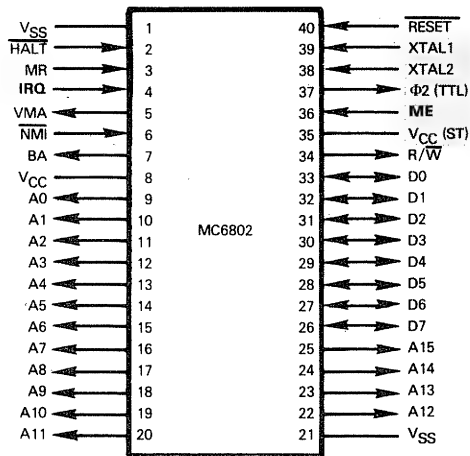 V̅SS 1 40 R̅E̅S̅E̅T̅
H̅A̅L̅T̅ 2 39 XTAL1
MR 3 38 XTAL2
IRQ 4 37 Φ2 (TTL)
VMA 5 36 ME
N̅M̅I̅ 6 35 VCC (ST)
BA 7 34 R/W̅
VCC 8 33 D0
A0 9 32 D1
A1 10 31 D2
A2 11 MC6802 30 D3
A3 12 29 D4
A4 13 28 D5
A5 14 27 D6
A6 15 26 D7
A7 16 25 A15
A8 17 24 A14
A9 18 23 A13
A10 19 22 A12
A11 20 21 VSS